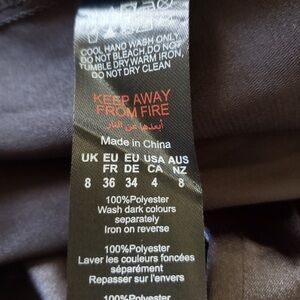 COOL HAND WASH ONLY.
DO NOT BLEACH.DO NOT
TUMBLE DRY,WARM IRON,
DO NOT DRY CLEAN
KEEP AWAY
FROM FIRE
أبعدها عن النار
Made in China
UK EU EU USA AUS
FR DE CA NZ
8 36 34 4 8
100%Polyester
Wash dark colours
separately
Iron on reverse
100%Polyester
Laver les couleurs foncées
séparément
Repasser sur l'envers
100%Polyester